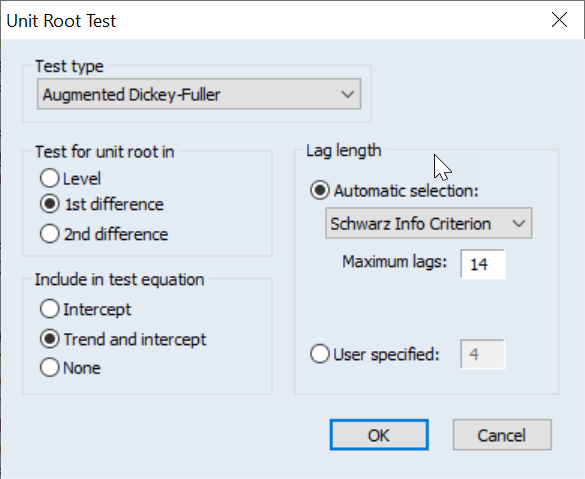 Unit Root Test
Test type
Augmented Dickey-Fuller
Test for unit root in
Level
1st difference
2nd difference
Include in test equation
Intercept
Trend and intercept
None
Lag length
Automatic selection:
Schwarz Info Criterion
Maximum lags: 14
User specified: 4
OK Cancel